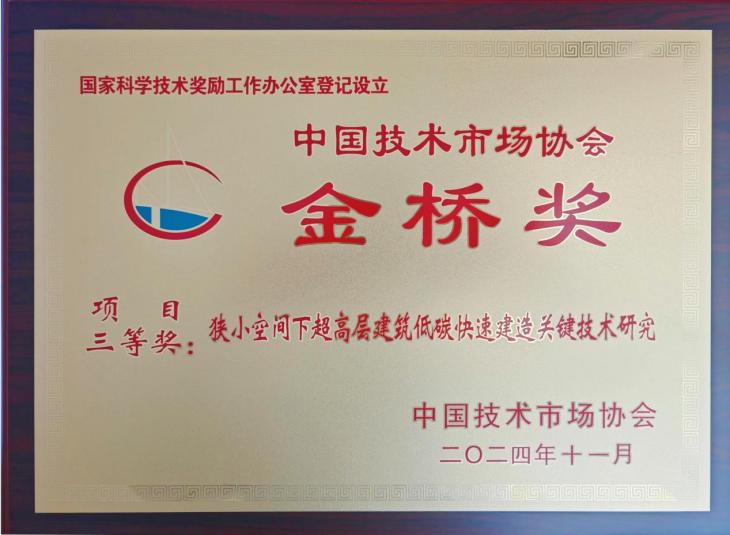 国家科学技术奖励工作办公室登记设立
中国技术市场协会
金桥奖
项目
三等奖：狭小空间下超高层建筑低碳快速建造关键技术研究
中国技术市场协会
二〇二四年十一月